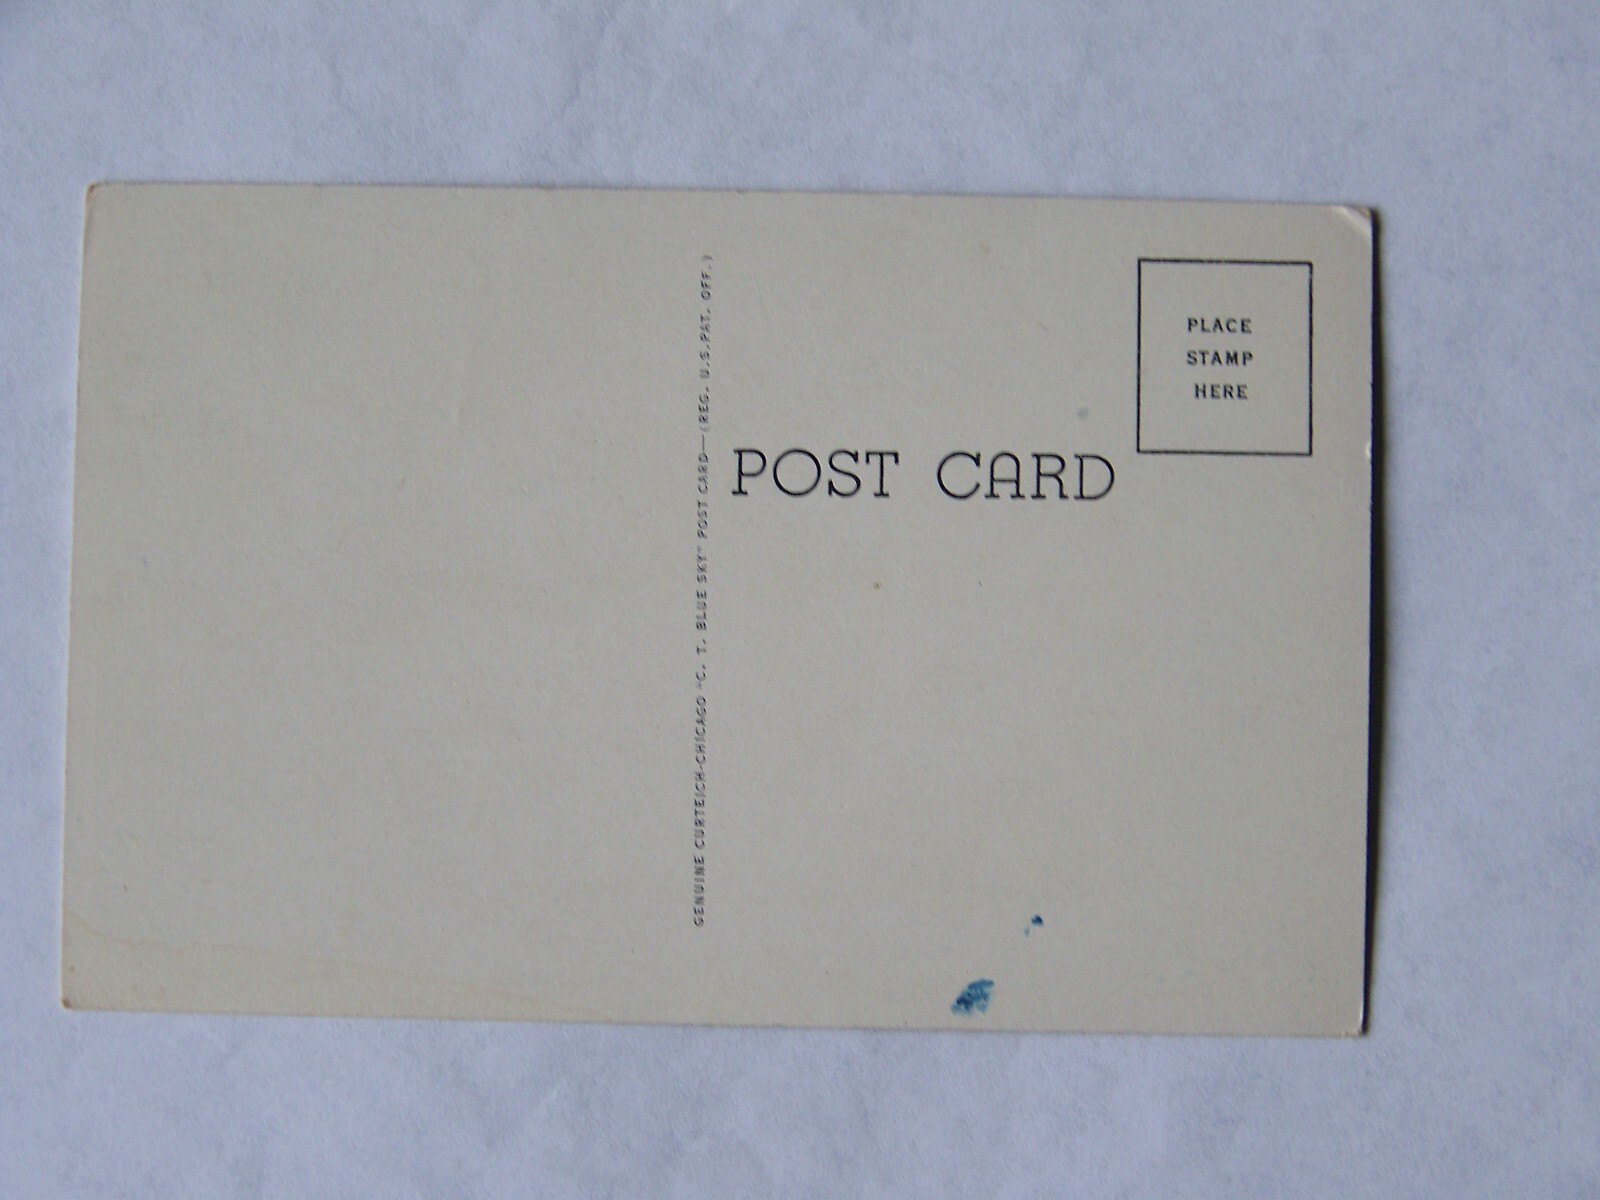 GENUINE CURTEICH-CHICAGO "C. T. BLUE SKY" POST CARD—(REG. U.S. PAT. OFF.)
POST CARD
PLACE
STAMP
HERE